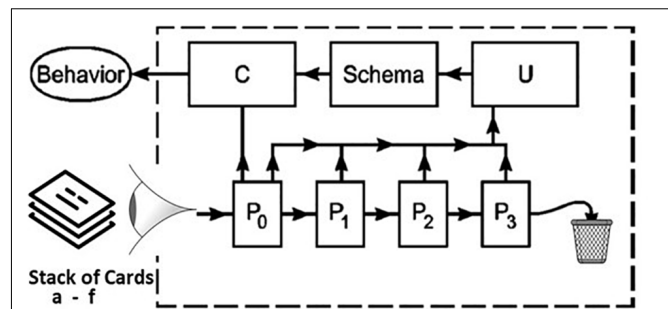 Behavior
C
Schema
U
P0
P1
P2
P3
Stack of Cards
a - f